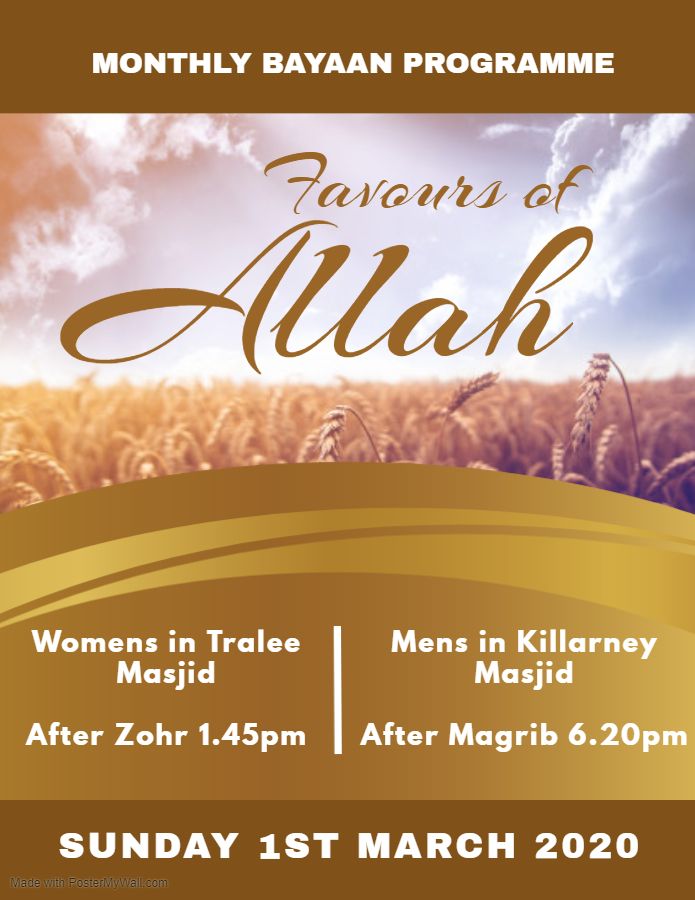 MONTHLY BAYAAN PROGRAMME
Favours of
Allah
Womens in Tralee
Masjid
After Zohr 1.45pm
Mens in Killarney
Masjid
After Magrib 6.20pm
SUNDAY 1ST MARCH 2020
Made with PosterMyWall.com